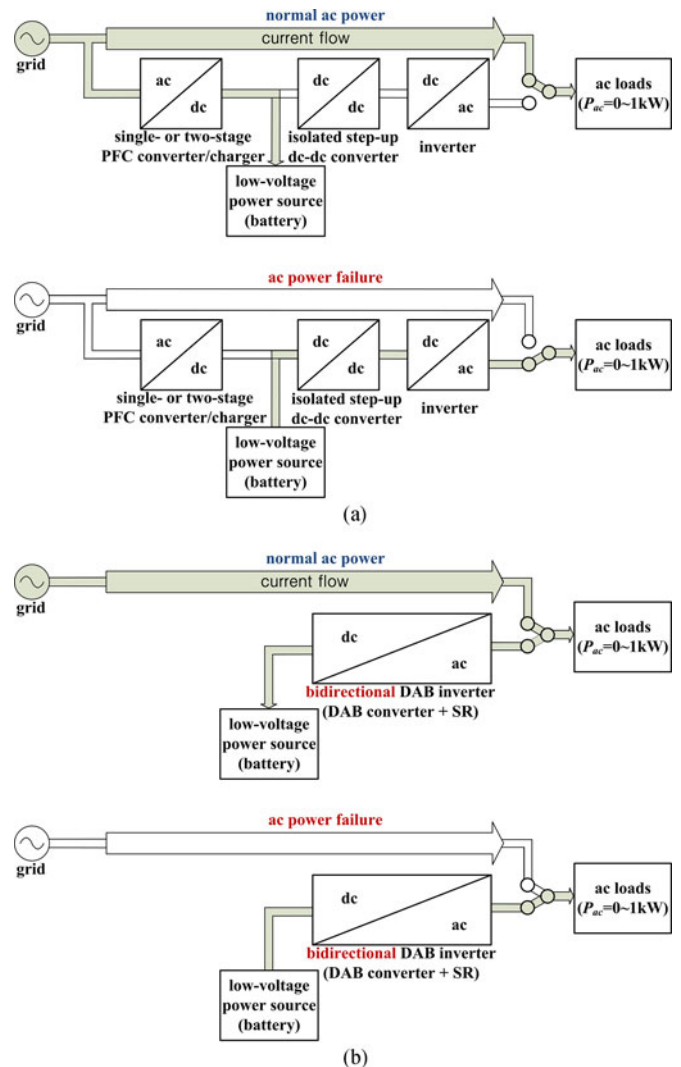 normal ac power
current flow
grid
ac
dc
dc
dc
dc
ac
ac loads
(Pac=0~1kW)
single- or two-stage
PFC converter/charger
isolated step-up
dc-dc converter
inverter
low-voltage
power source
(battery)
ac power failure
grid
ac
dc
dc
dc
dc
ac
ac loads
(Pac=0~1kW)
single- or two-stage
PFC converter/charger
isolated step-up
dc-dc converter
inverter
low-voltage
power source
(battery)
(a)
normal ac power
current flow
grid
dc
ac
ac loads
(Pac=0~1kW)
bidirectional DAB inverter
(DAB converter + SR)
low-voltage
power source
(battery)
ac power failure
grid
dc
ac
ac loads
(Pac=0~1kW)
bidirectional DAB inverter
(DAB converter + SR)
low-voltage
power source
(battery)
(b)